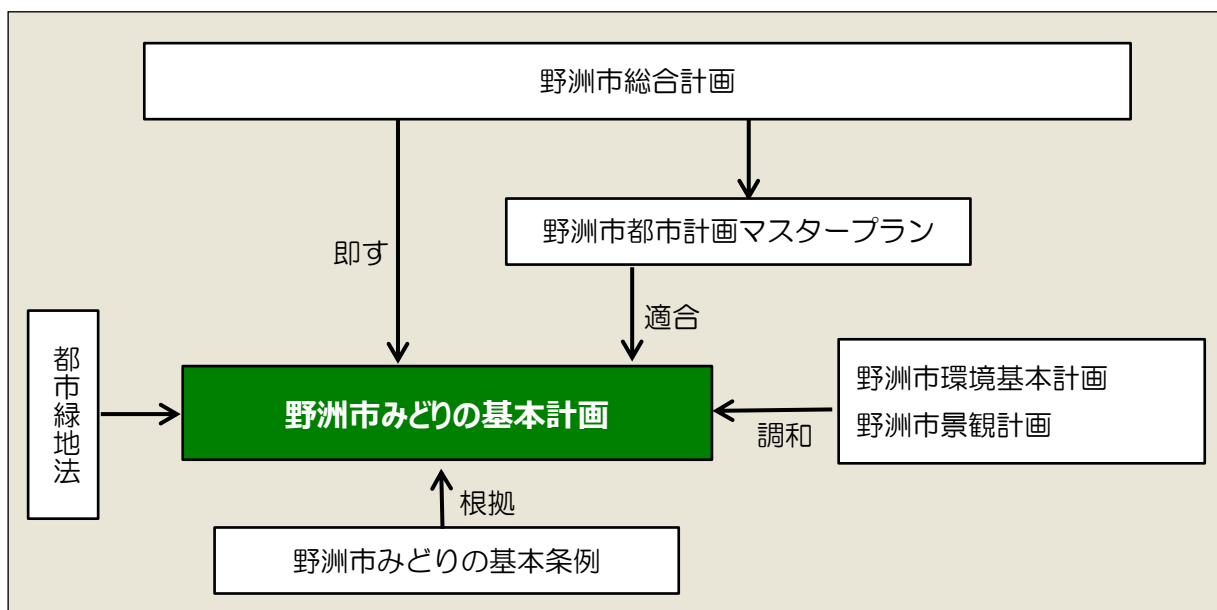 野洲市総合計画
野洲市都市計画マスタープラン
即す
適合
都市緑地法
野洲市みどりの基本計画
野洲市環境基本計画
野洲市景観計画
調和
根拠
野洲市みどりの基本条例